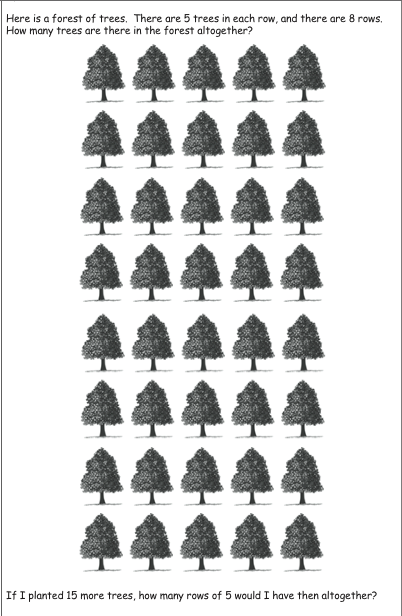 Here is a forest of trees. There are 5 trees in each row, and there are 8 rows.
How many trees are there in the forest altogether?
If I planted 15 more trees, how many rows of 5 would I have then altogether?